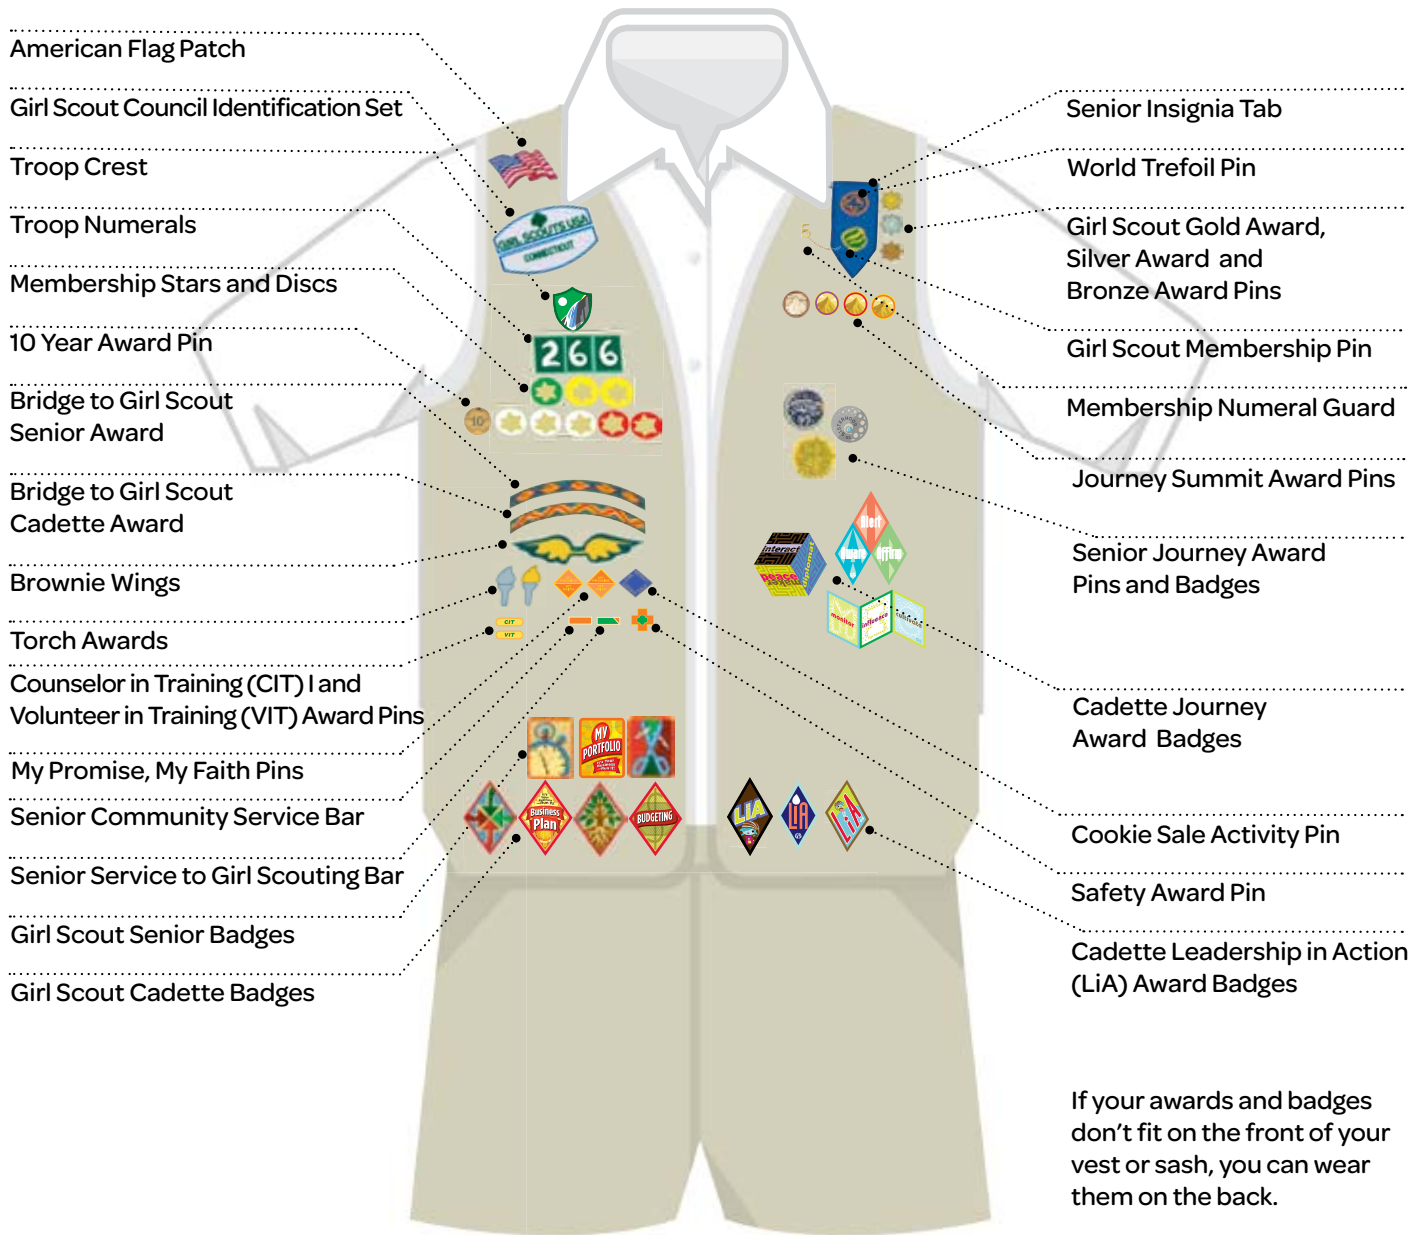 American Flag Patch
Girl Scout Council Identification Set
Troop Crest
Troop Numerals
Membership Stars and Discs
10 Year Award Pin
Bridge to Girl Scout
Senior Award
Bridge to Girl Scout
Cadette Award
Brownie Wings
Torch Awards
Counselor in Training (CIT) I and
Volunteer in Training (VIT) Award Pins
My Promise, My Faith Pins
Senior Community Service Bar
Senior Service to Girl Scouting Bar
Girl Scout Senior Badges
Girl Scout Cadette Badges
GIRL SCOUTS USA
CONNECTICUT
266
10
CIT
VIT
MY
PORTFOLIO
Business
Plan
BUDGETING
interact
diplomat
peace
maker
Alert
Affirm
monitor
influence
LiA
LiA
LiA
Senior Insignia Tab
World Trefoil Pin
Girl Scout Gold Award,
Silver Award and
Bronze Award Pins
Girl Scout Membership Pin
Membership Numeral Guard
Journey Summit Award Pins
Senior Journey Award
Pins and Badges
Cadette Journey
Award Badges
Cookie Sale Activity Pin
Safety Award Pin
Cadette Leadership in Action
(LiA) Award Badges
If your awards and badges
don't fit on the front of your
vest or sash, you can wear
them on the back.